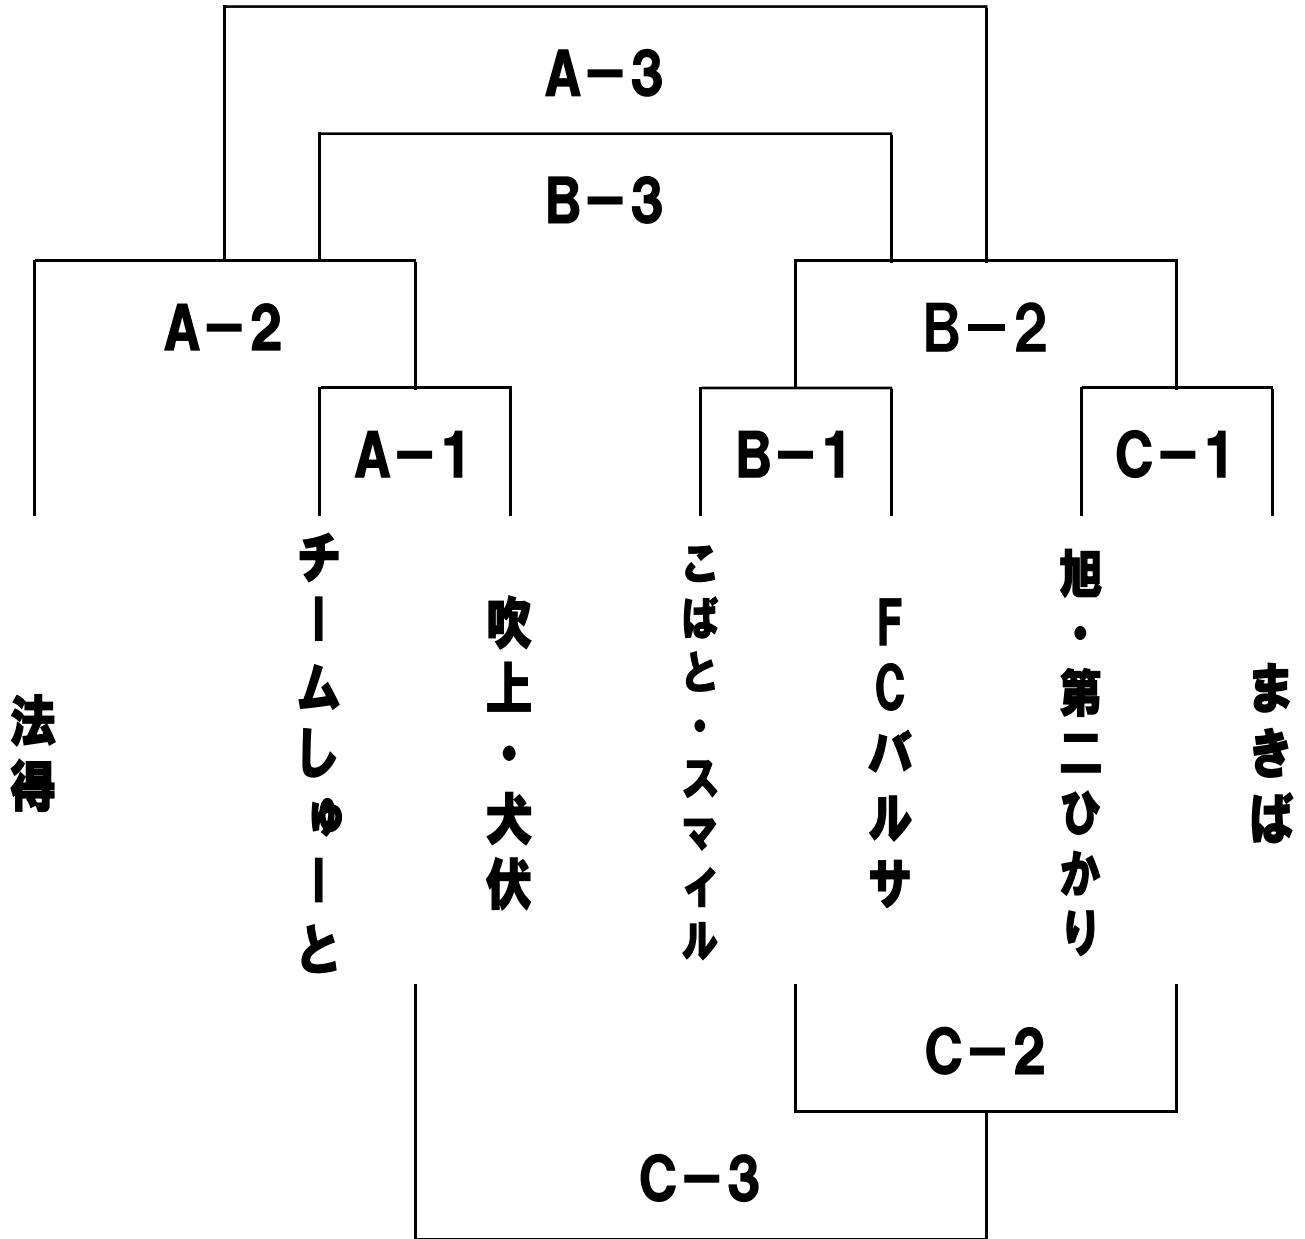 A－3
B－3
A－2
B－2
A－1
B－1
C－1
法得
チームしゅーと
吹上・犬伏
こばと・スマイル
FCバルサ
旭・第二ひかり
まきば
C－2
C－3